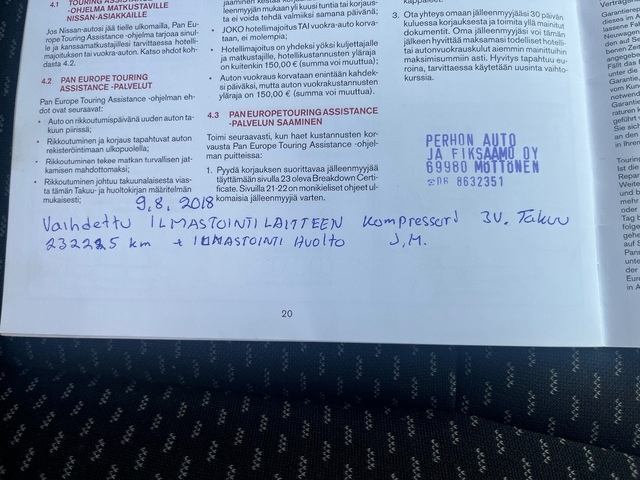 4.1 TOURING ASSISTANCE
-OHJELMA MATKUSTAVILLE
NISSAN-ASIAKKAILLE
Jos Nissan-autosi jää tielle ulkomailla, Pan Eu-
rope Touring Assistance -ohjelma tarjoaa sinul-
le ja kanssamatkustajillesi tarvittaessa hotelli-
majoituksen tai vuokra-auton. Katso ehdot koh-
dasta 4.2.
4.2 PAN EUROPE TOURING
ASSISTANCE -PALVELUT
Pan Europe Touring Assistance -ohjelman eh-
dot ovat seuraavat:
• Auto on rikkoutumispäivänä uuden auton ta-
kuun piirissä;
• Rikkoutuminen ja korjaus tapahtuvat auton
rekisteröintimaan ulkopuolella;
• Rikkoutuminen tekee matkan turvallisen jat-
kamisen mahdottomaksi;
• Rikkoutuminen johtuu takuunalaisesta vias-
ta tämän Takuu- ja huoltokirjan määritelmän
mukaisesti;
jälleenmyyjän mukaan yli kuusi tuntia tai korjaus-
ta ei voida tehdä valmiiksi samana päivänä;
• JOKO hotellimajoitus TAI vuokra-auto korva-
taan, ei molempia;
• Hotellimajoitus on yhdeksi yöksi kuljettajalle
ja matkustajille, hotellikustannusten yläraja
on kuitenkin 150,00 € (summa voi muuttua).
• Auton vuokraus korvataan enintään kahdek-
si päiväksi, mutta auton vuokrakustannusten
yläraja on 150,00 € (summa voi muuttua).
4.3 PAN EUROPE TOURING ASSISTANCE
-PALVELUN SAAMINEN
Toimi seuraavasti, kun haet kustannusten kor-
vausta Pan Europe Touring Assistance -ohjel-
man puitteissa:
1. Pyydä korjauksen suorittavaa jälleenmyyjää
täyttämään sivulla 23 oleva Breakdown Certi-
ficate. Sivuilla 21-22 on monikieliset ohjeet ul-
komaisia jälleenmyyjiä varten.
3. Ota yhteys omaan jälleenmyyjääsi 30 päivän
kuluessa korjauksesta ja toimita yllä mainitut
dokumentit. Oma jälleenmyyjäsi voi tämän
jälkeen hyvittää maksamasi todelliset hotelli-
tai autonvuokrauskulut aiemmin mainittuihin
maksimisummiin asti. Hyvitys tapahtuu eu-
roina, tarvittaessa käytetään uusinta vaihto-
kurssia.
PERHON AUTO
JA FIKSAAMO OY
69980 MÖTTÖNEN
8632351
9.8.2018
Vaihdettu ILMASTOINTILAITTEEN kompressori 3V. Takuu
232225 km + ILMASTOINTI HUOLTO J.M.
20